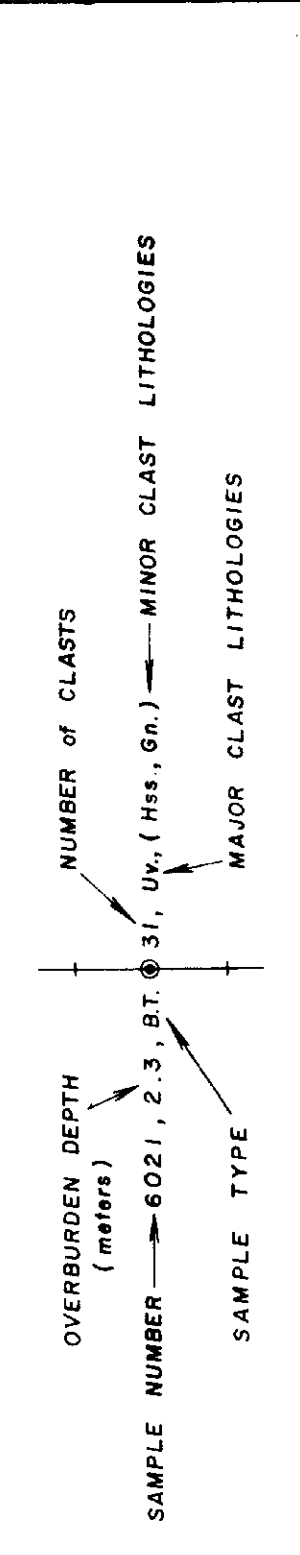 OVERBURDEN DEPTH
(meters)
NUMBER of CLASTS
SAMPLE NUMBER 6021, 2.3, B.T. 31, Uv., (Hss., Gn.) MINOR CLAST LITHOLOGIES
SAMPLE TYPE
MAJOR CLAST LITHOLOGIES